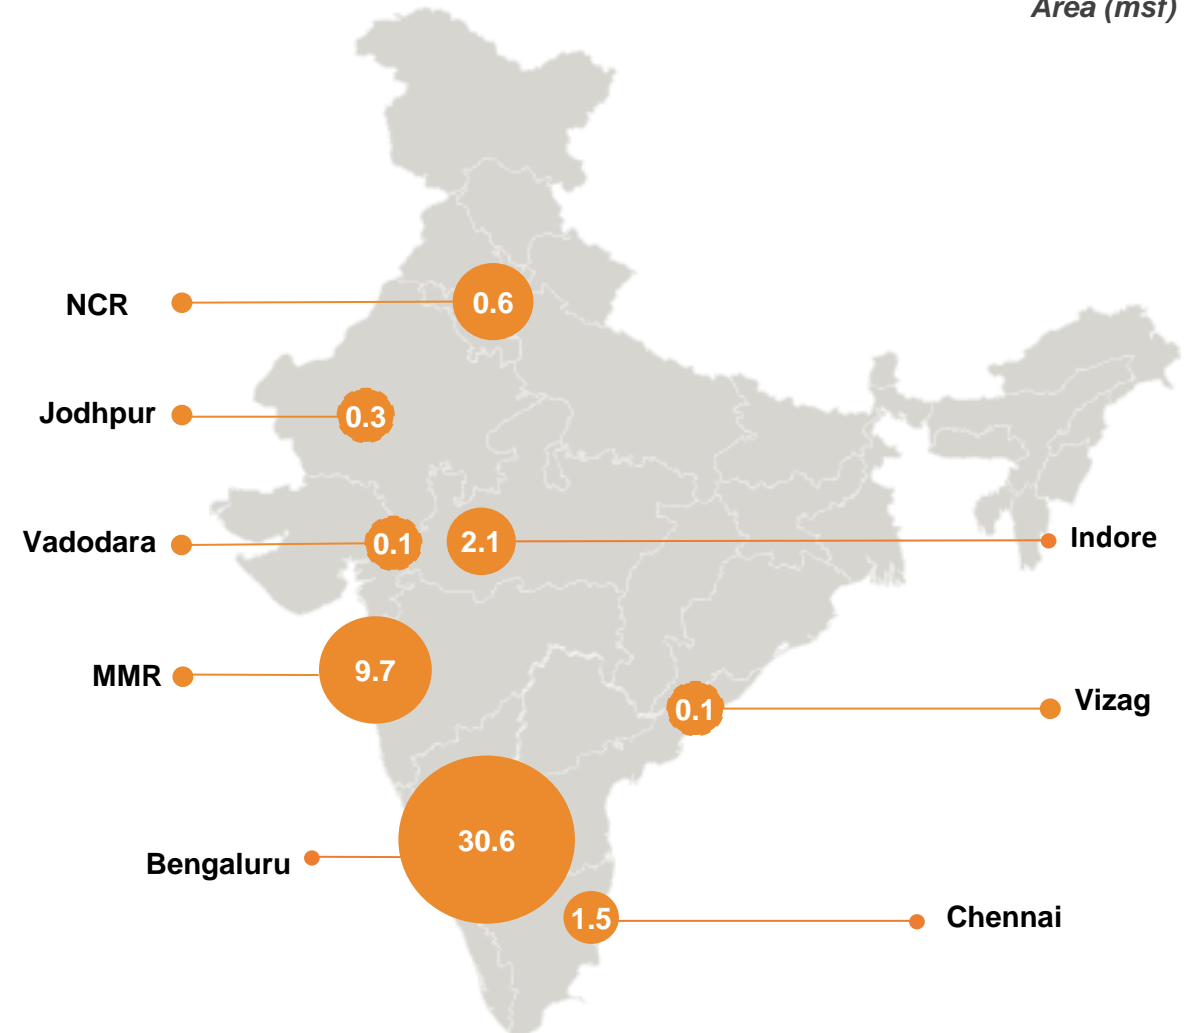 Area (msf)
NCR
0.6
Jodhpur
0.3
Vadodara
0.1
2.1
Indore
MMR
9.7
0.1
Vizag
Bengaluru
30.6
1.5
Chennai